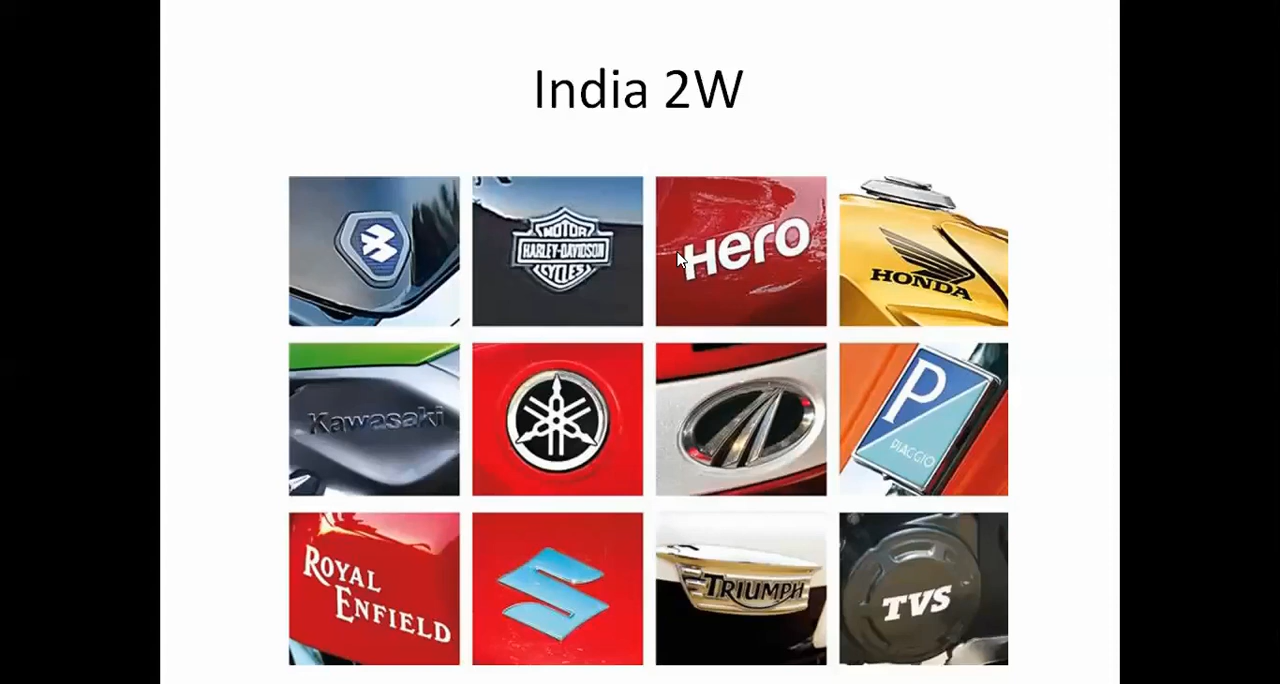 India 2W
MOTOR
HARLEY-DAVIDSON
CYCLES
Hero
HONDA
Kawasaki
P
PIAGGIO
ROYAL
ENFIELD
TRIUMPH
TVS